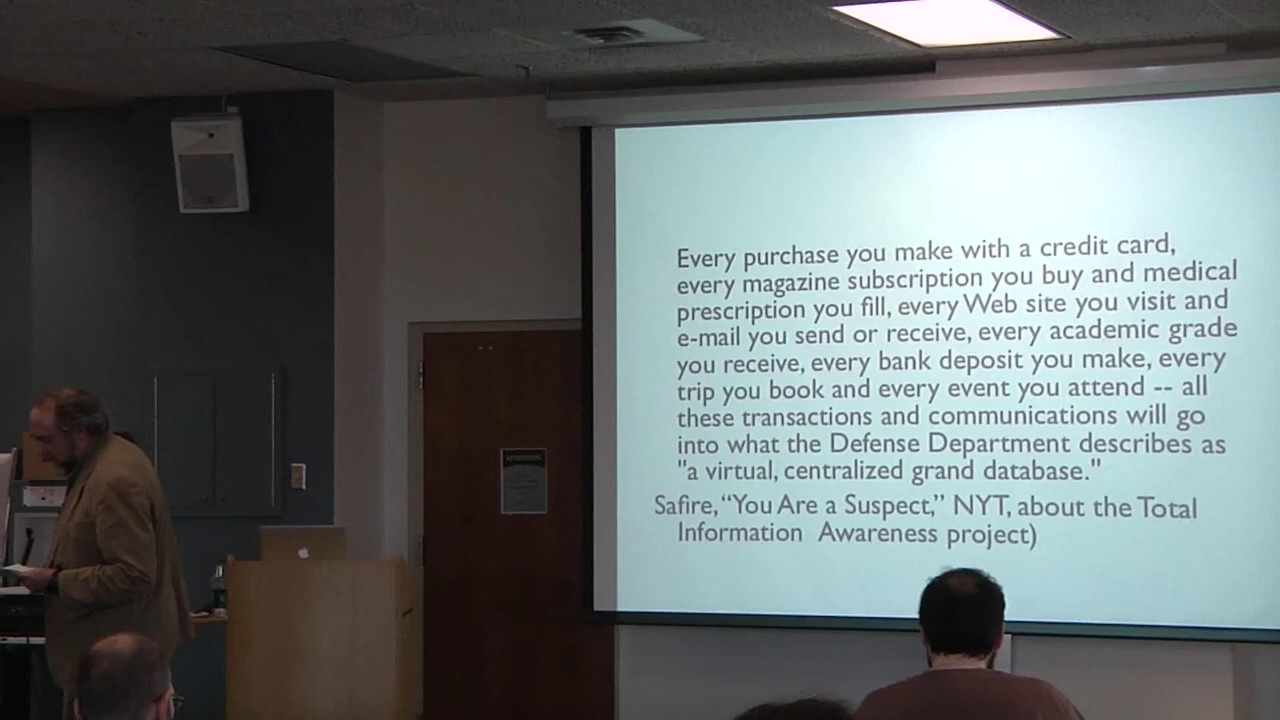 Every purchase you make with a credit card,
every magazine subscription you buy and medical
prescription you fill, every Web site you visit and
e-mail you send or receive, every academic grade
you receive, every bank deposit you make, every
trip you book and every event you attend -- all
these transactions and communications will go
into what the Defense Department describes as
"a virtual, centralized grand database."
Safire, “You Are a Suspect,” NYT, about the Total
Information Awareness project)